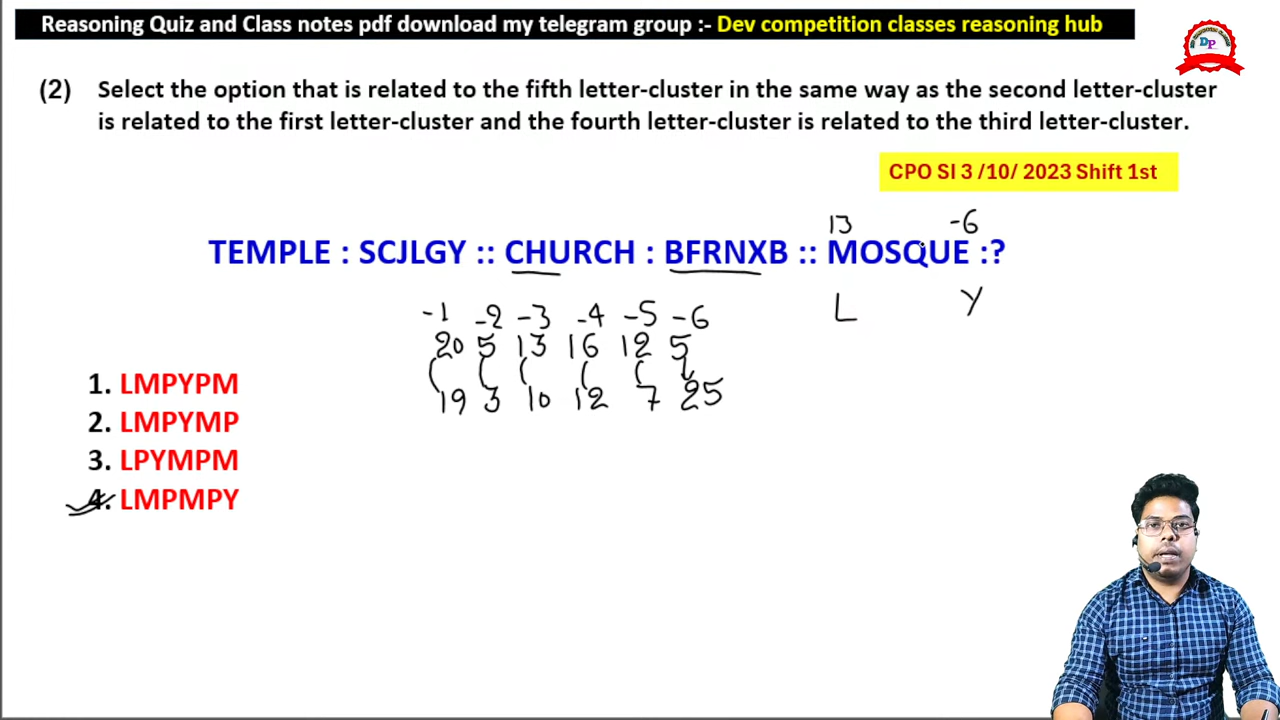 Reasoning Quiz and Class notes pdf download my telegram group :- Dev competition classes reasoning hub
DP
(2) Select the option that is related to the fifth letter-cluster in the same way as the second letter-cluster
is related to the first letter-cluster and the fourth letter-cluster is related to the third letter-cluster.
CPO SI 3 /10/ 2023 Shift 1st
13 -6
TEMPLE : SCJLGY :: CHURCH : BFRNXB :: MOSQUE :?
L Y
-1 -2 -3 -4 -5 -6
20 5 13 16 12 5
19 3 10 12 7 25
1. LMPYPM
2. LMPYMP
3. LPYMPM
4. LMPMPY